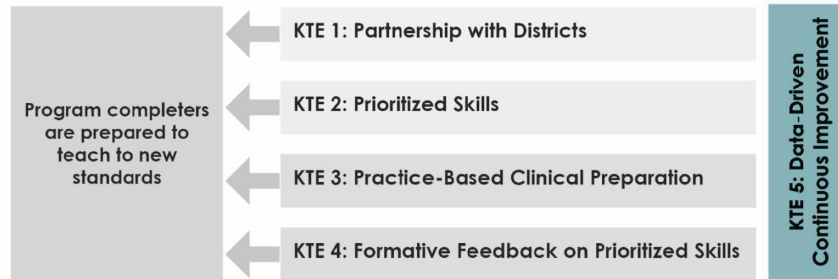 Program completers
are prepared to
teach to new
standards
KTE 1: Partnership with Districts
KTE 2: Prioritized Skills
KTE 3: Practice-Based Clinical Preparation
KTE 4: Formative Feedback on Prioritized Skills
KTE 5: Data-Driven
Continuous Improvement